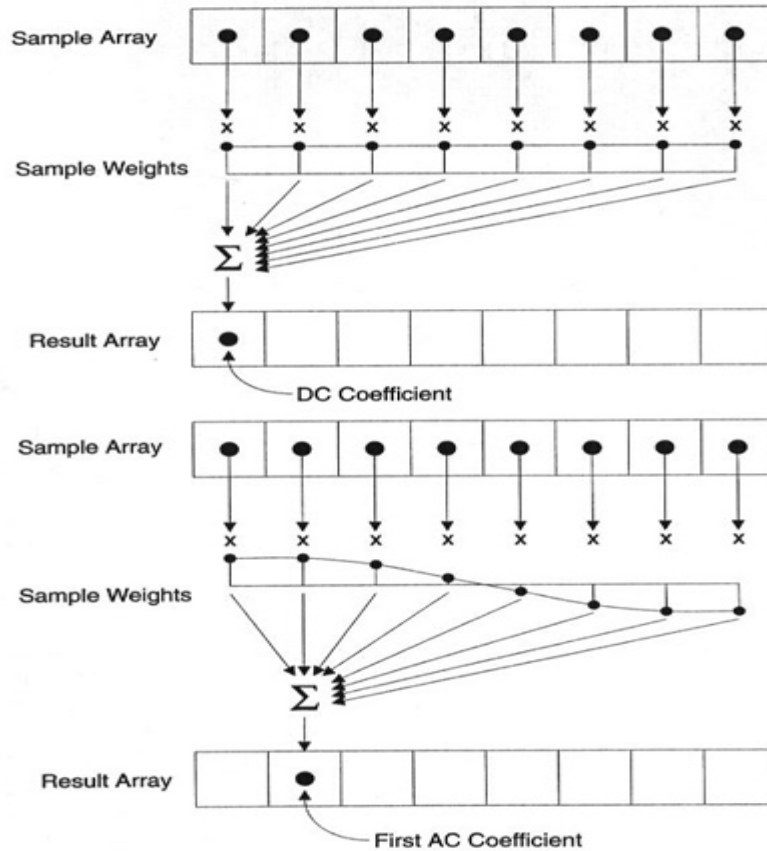 Sample Array
× × × × × × × ×
Sample Weights
Σ
Result Array
DC Coefficient
Sample Array
× × × × × × × ×
Sample Weights
Σ
Result Array
First AC Coefficient